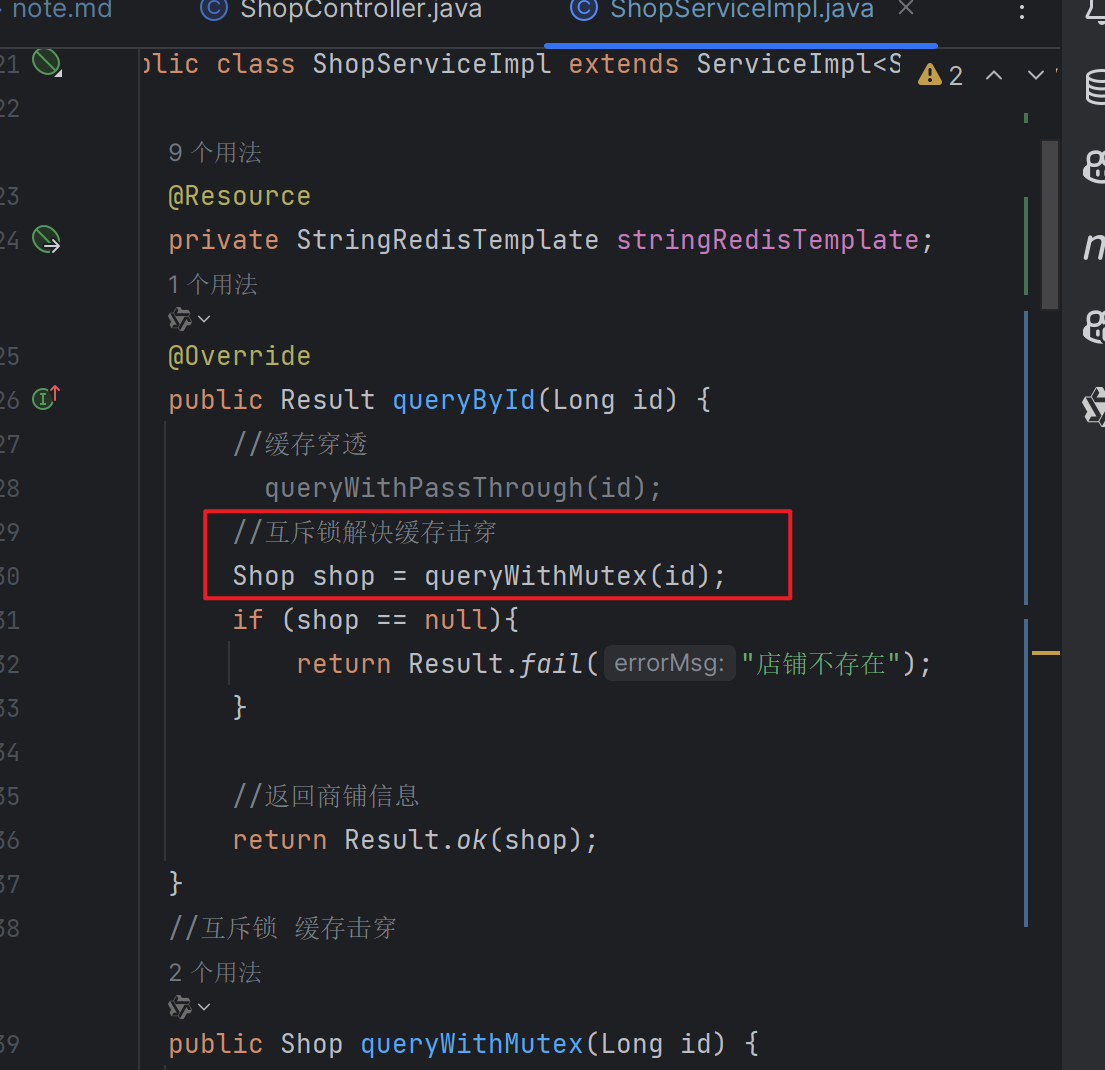 note.md ShopController.java ShopServiceImpl.java
21 blic class ShopServiceImpl extends ServiceImpl<S 2
22
9 个用法
23 @Resource
24 private StringRedisTemplate stringRedisTemplate;
1 个用法
25 @Override
26 public Result queryById(Long id) {
27 //缓存穿透
28 queryWithPassThrough(id);
29 //互斥锁解决缓存击穿
30 Shop shop = queryWithMutex(id);
31 if (shop == null){
32 return Result.fail( errorMsg: "店铺不存在");
33 }
34
35 //返回商铺信息
36 return Result.ok(shop);
37 }
38 //互斥锁 缓存击穿
2 个用法
39 public Shop queryWithMutex(Long id) {